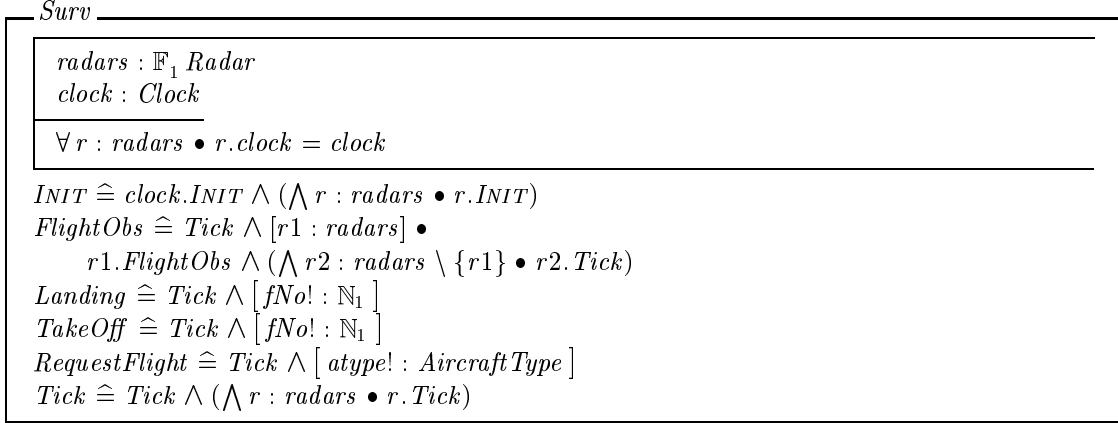 Surv
radars : 𝔽₁ Radar
clock : Clock
∀ r : radars • r.clock = clock
INIT ≙ clock.INIT ∧ (⋀ r : radars • r.INIT)
FlightObs ≙ Tick ∧ [r1 : radars] •
r1.FlightObs ∧ (⋀ r2 : radars \ {r1} • r2.Tick)
Landing ≙ Tick ∧ [ fNo! : ℕ₁ ]
TakeOff ≙ Tick ∧ [ fNo! : ℕ₁ ]
RequestFlight ≙ Tick ∧ [ atype! : AircraftType ]
Tick ≙ Tick ∧ (⋀ r : radars • r.Tick)